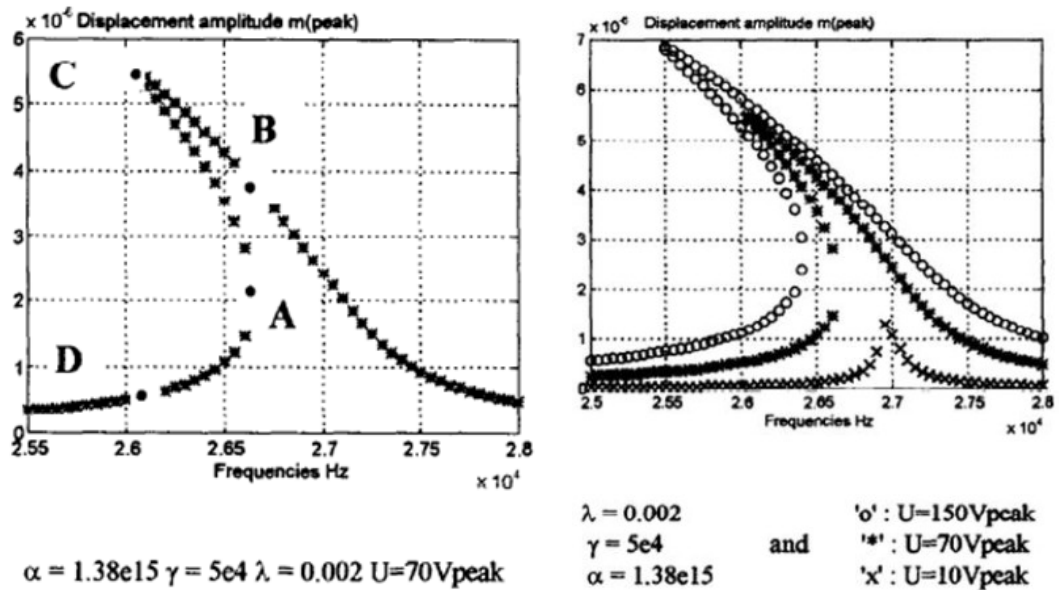 × 10⁻⁶ Displacement amplitude m(peak)
6
5
4
3
2
1
0
C
B
A
D
2.55 2.6 2.65 2.7 2.75 2.8
Frequencies Hz
× 10⁴
α = 1.38e15 γ = 5e4 λ = 0.002 U=70Vpeak
× 10⁻⁶ Displacement amplitude m(peak)
7
6
5
4
3
2
1
0
2.5 2.55 2.6 2.65 2.7 2.75 2.8
Frequencies Hz
× 10⁴
λ = 0.002 'o' : U=150Vpeak
γ = 5e4 and '*' : U=70Vpeak
α = 1.38e15 'x' : U=10Vpeak